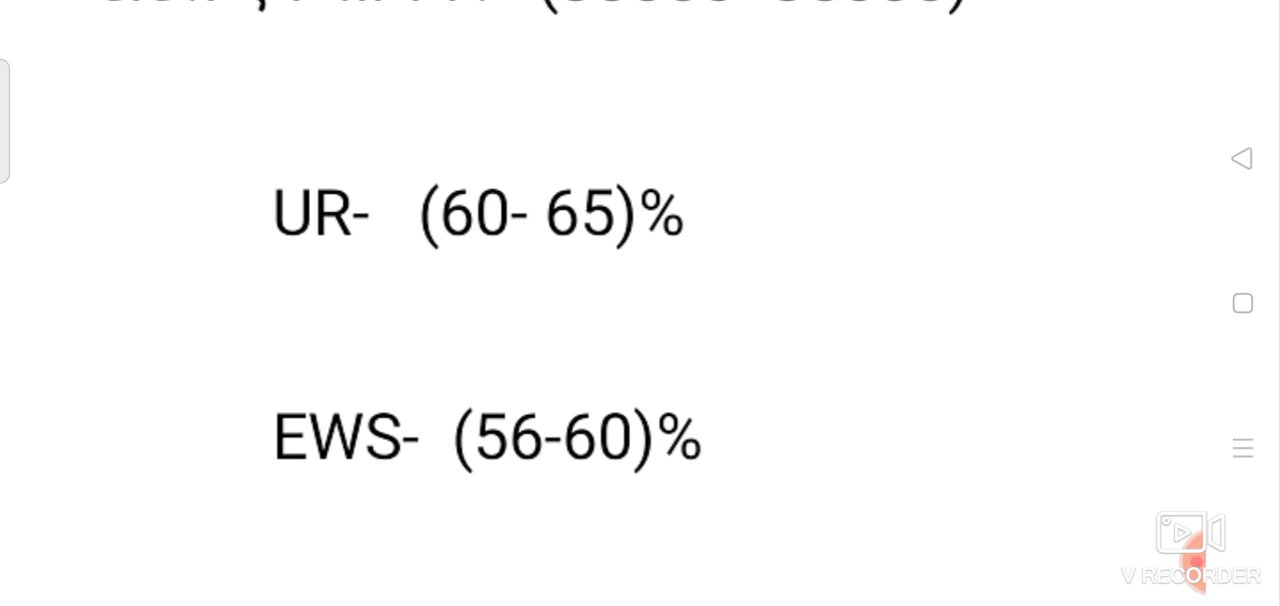 UR- (60- 65)%
EWS- (56-60)%
V RECORDER